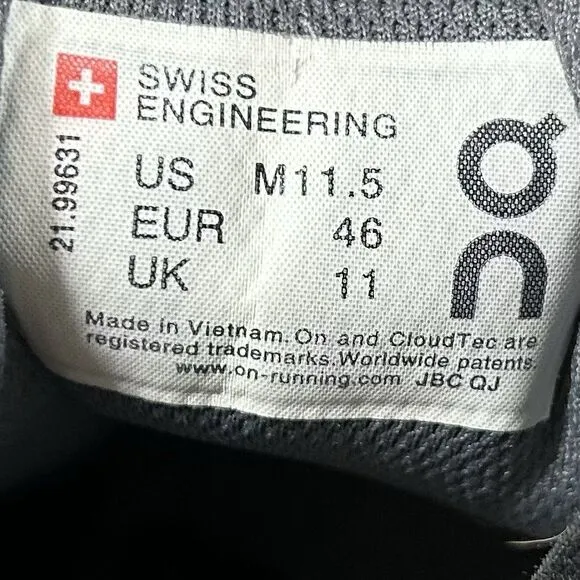 SWISS
ENGINEERING
21.99631
US M11.5
EUR 46
UK 11
on
Made in Vietnam. On and CloudTec are
registered trademarks. Worldwide patents.
www.on-running.com JBC QJ